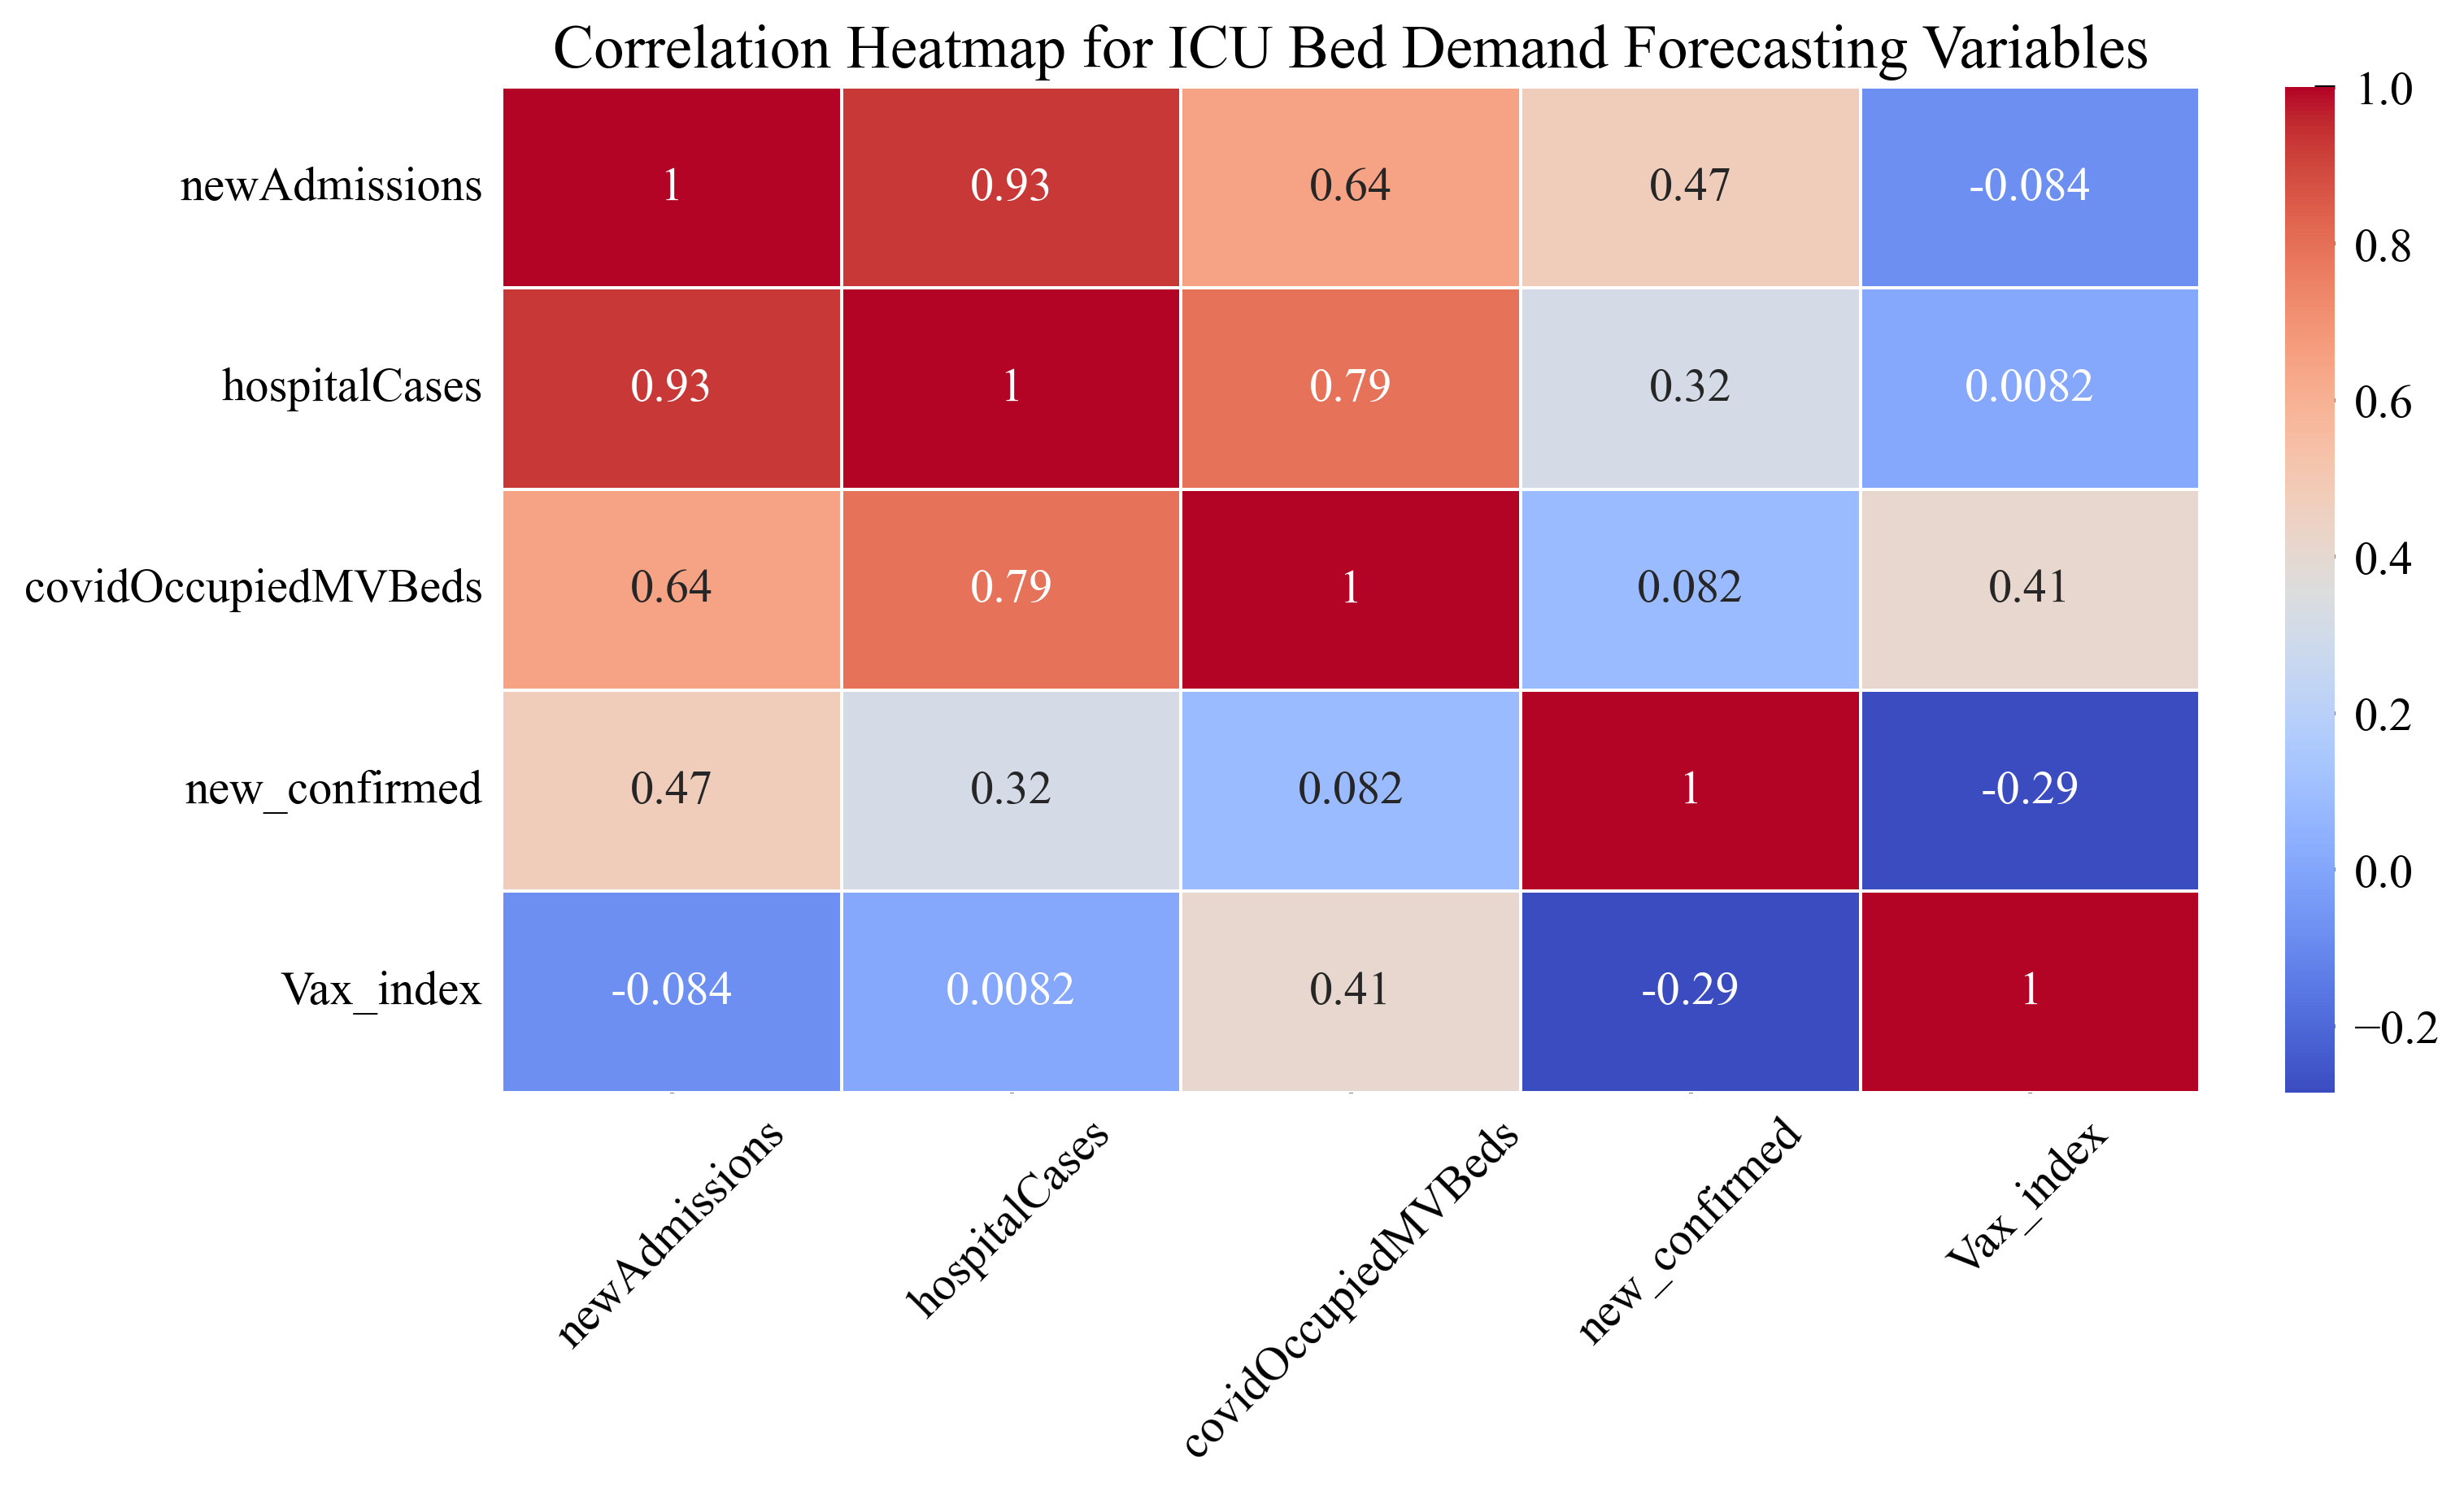 Correlation Heatmap for ICU Bed Demand Forecasting Variables
newAdmissions 1 0.93 0.64 0.47 -0.084
hospitalCases 0.93 1 0.79 0.32 0.0082
covidOccupiedMVBeds 0.64 0.79 1 0.082 0.41
new_confirmed 0.47 0.32 0.082 1 -0.29
Vax_index -0.084 0.0082 0.41 -0.29 1
newAdmissions
hospitalCases
covidOccupiedMVBeds
new_confirmed
Vax_index
1.0
0.8
0.6
0.4
0.2
0.0
−0.2